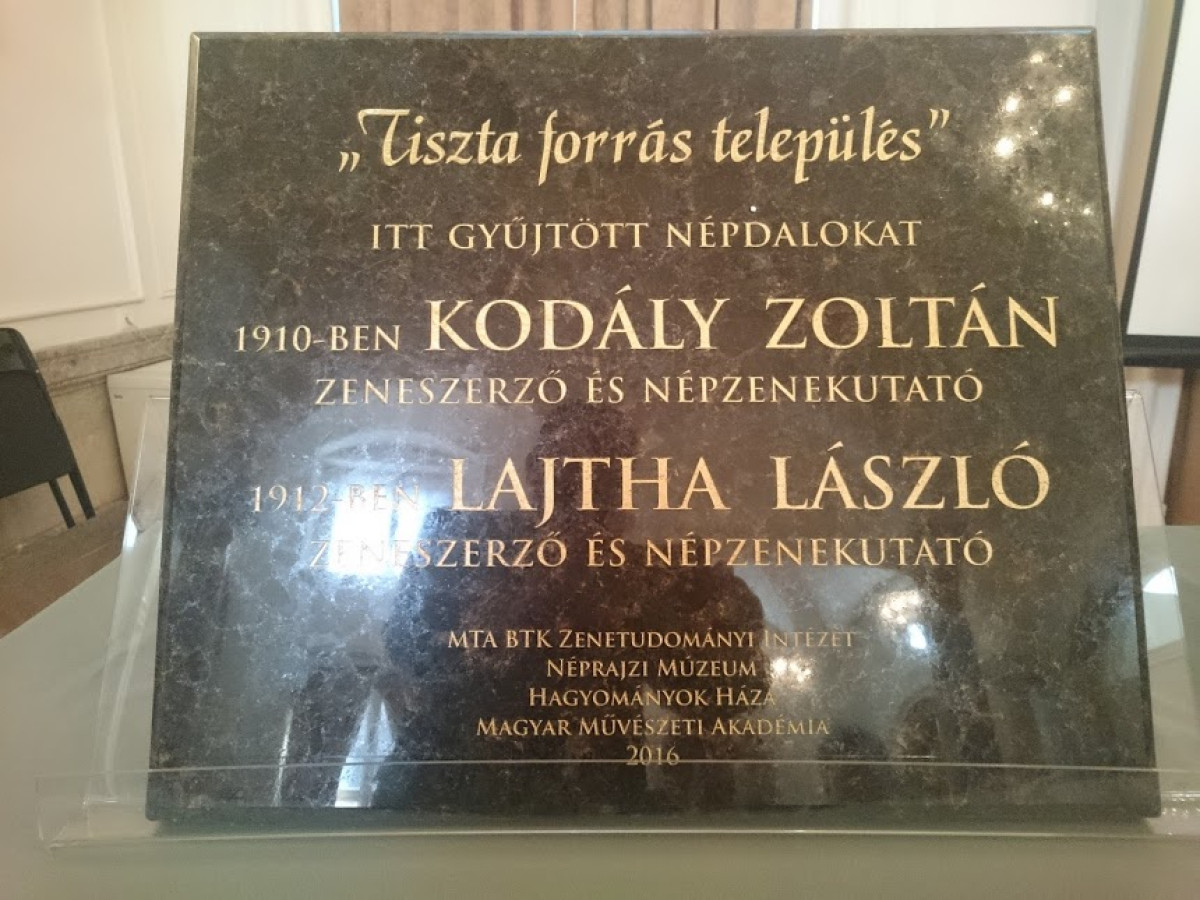 „Tiszta forrás település”
ITT GYŰJTÖTT NÉPDALOKAT
1910-BEN KODÁLY ZOLTÁN
ZENESZERZŐ ÉS NÉPZENEKUTATÓ
1912-BEN LAJTHA LÁSZLÓ
ZENESZERZŐ ÉS NÉPZENEKUTATÓ
MTA BTK ZENETUDOMÁNYI INTÉZET
NÉPRAJZI MÚZEUM
HAGYOMÁNYOK HÁZA
MAGYAR MŰVÉSZETI AKADÉMIA
2016